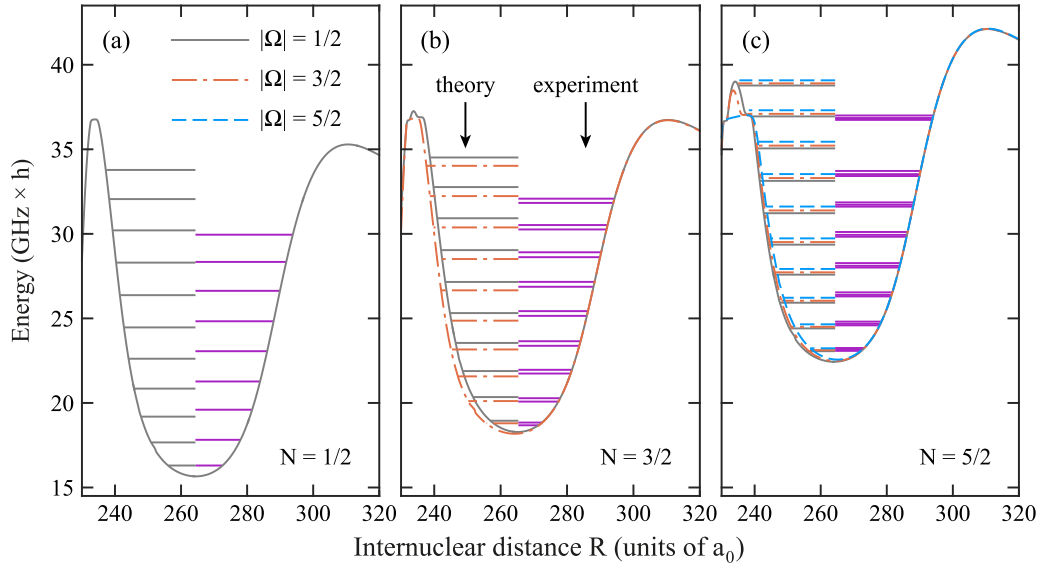 (a)
|Ω| = 1/2
|Ω| = 3/2
|Ω| = 5/2
(b)
theory
experiment
(c)
40
35
30
25
20
15
Energy (GHz × h)
N = 1/2
N = 3/2
N = 5/2
240 260 280 300 320
240 260 280 300 320
240 260 280 300 320
Internuclear distance R (units of a₀)